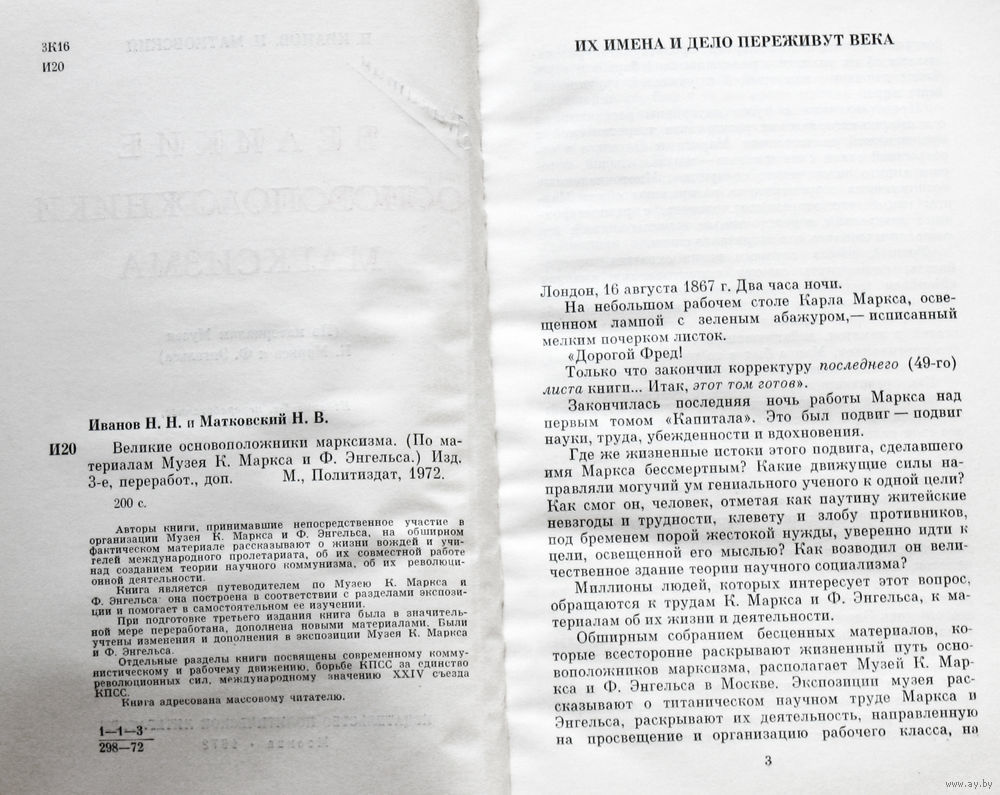 3К16
И20
Иванов Н. Н. и Матковский Н. В.
И20 Великие основоположники марксизма. (По ма-
териалам Музея К. Маркса и Ф. Энгельса.) Изд.
3-е, переработ., доп. М., Политиздат, 1972.
200 с.
Авторы книги, принимавшие непосредственное участие в
организации Музея К. Маркса и Ф. Энгельса, на обширном
фактическом материале рассказывают о жизни вождей и учи-
телей международного пролетариата, об их совместной работе
над созданием теории научного коммунизма, об их революци-
онной деятельности.
Книга является путеводителем по Музею К. Маркса и
Ф. Энгельса: она построена в соответствии с разделами экспози-
ции и помогает в самостоятельном ее изучении.
При подготовке третьего издания книга была в значитель-
ной мере переработана, дополнена новыми материалами. Были
учтены изменения и дополнения в экспозиции Музея К. Маркса
и Ф. Энгельса.
Отдельные разделы книги посвящены современному комму-
нистическому и рабочему движению, борьбе КПСС за единство
революционных сил, международному значению XXIV съезда
КПСС.
Книга адресована массовому читателю.
1—1—3
298—72
ИХ ИМЕНА И ДЕЛО ПЕРЕЖИВУТ ВЕКА
Лондон, 16 августа 1867 г. Два часа ночи.
На небольшом рабочем столе Карла Маркса, осве-
щенном лампой с зеленым абажуром,— исписанный
мелким почерком листок.
«Дорогой Фред!
Только что закончил корректуру последнего (49-го)
листа книги... Итак, этот том готов».
Закончилась последняя ночь работы Маркса над
первым томом «Капитала». Это был подвиг — подвиг
науки, труда, убежденности и вдохновения.
Где же жизненные истоки этого подвига, сделавшего
имя Маркса бессмертным? Какие движущие силы на-
правляли могучий ум гениального ученого к одной цели?
Как смог он, человек, отметая как паутину житейские
невзгоды и трудности, клевету и злобу противников,
под бременем порой жестокой нужды, уверенно идти к
цели, освещенной его мыслью? Как возводил он вели-
чественное здание теории научного социализма?
Миллионы людей, которых интересует этот вопрос,
обращаются к трудам К. Маркса и Ф. Энгельса, к ма-
териалам об их жизни и деятельности.
Обширным собранием бесценных материалов, ко-
торые всесторонне раскрывают жизненный путь осно-
воположников марксизма, располагает Музей К. Мар-
кса и Ф. Энгельса в Москве. Экспозиции музея рас-
сказывают о титаническом научном труде Маркса и
Энгельса, раскрывают их деятельность, направленную
на просвещение и организацию рабочего класса, на
3
www.ay.by